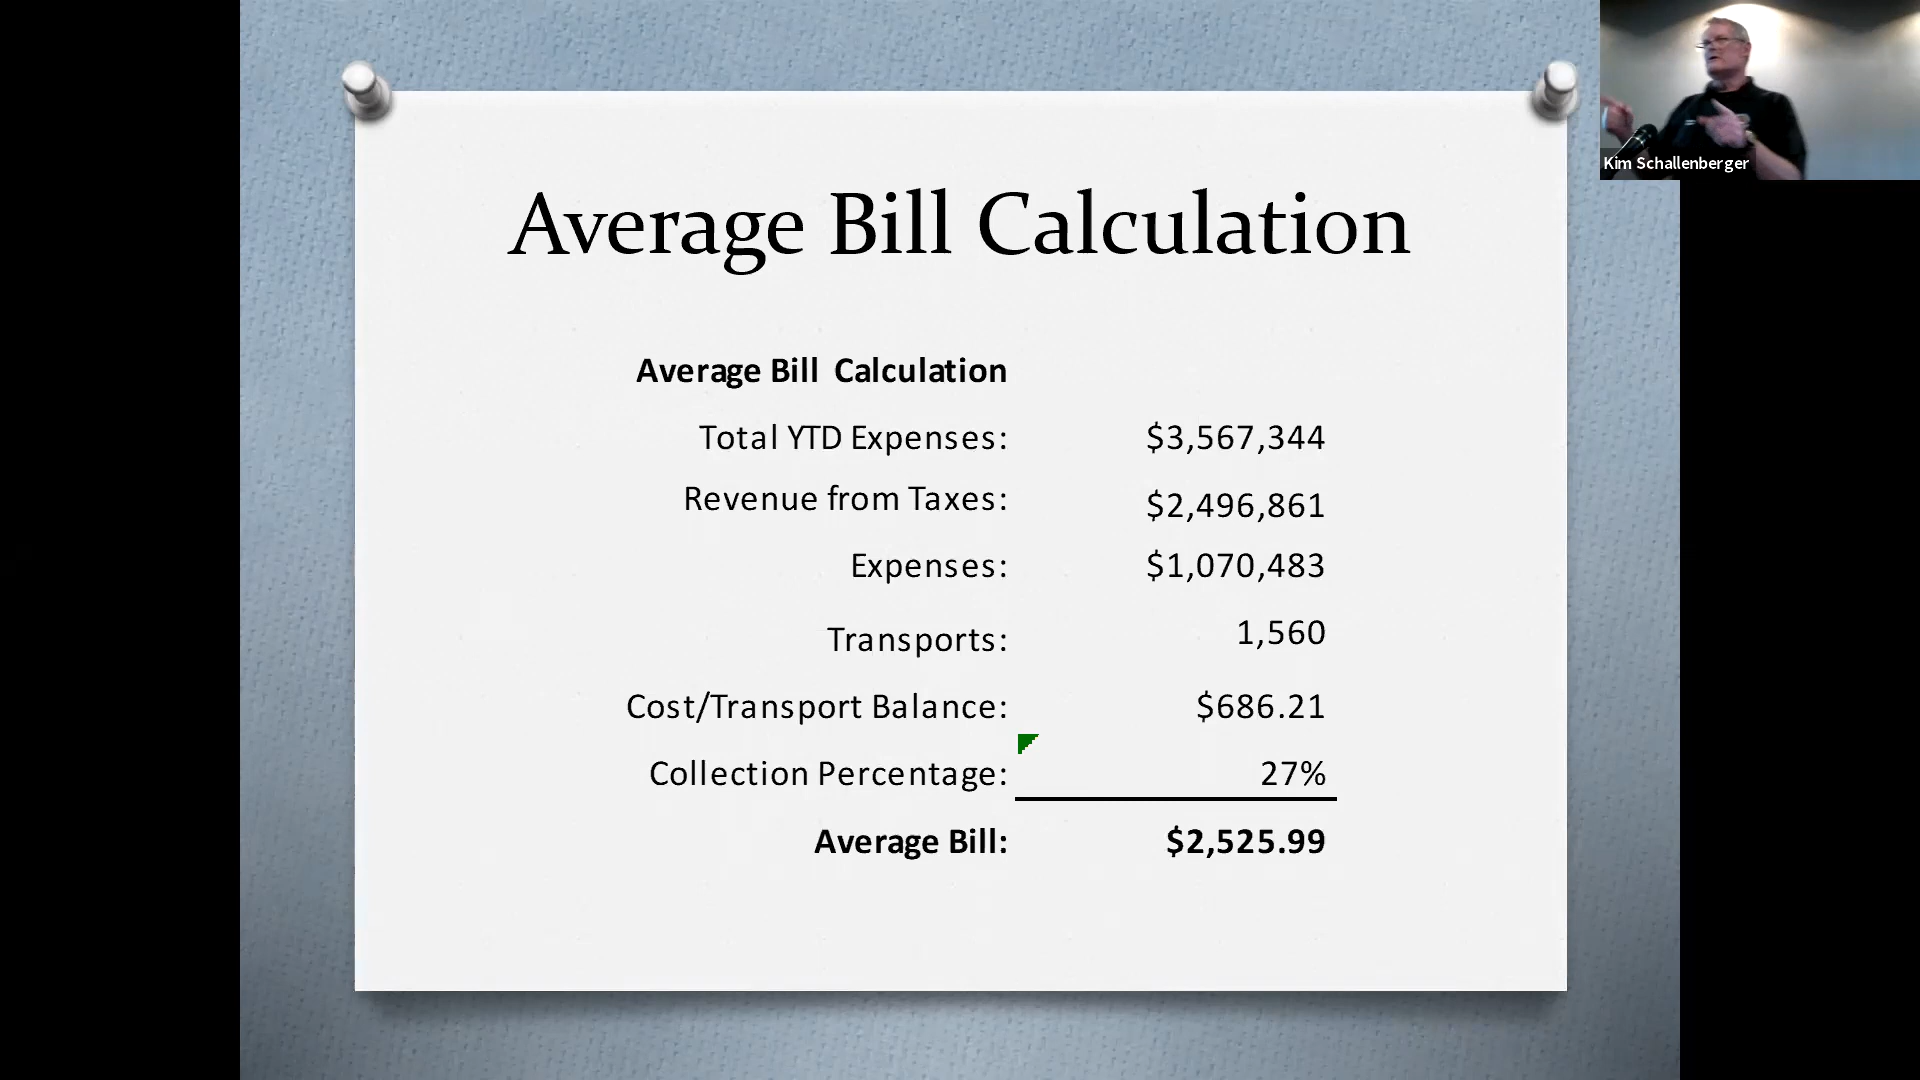 Kim Schallenberger
Average Bill Calculation
Average Bill Calculation
Total YTD Expenses: $3,567,344
Revenue from Taxes: $2,496,861
Expenses: $1,070,483
Transports: 1,560
Cost/Transport Balance: $686.21
Collection Percentage: 27%
Average Bill: $2,525.99